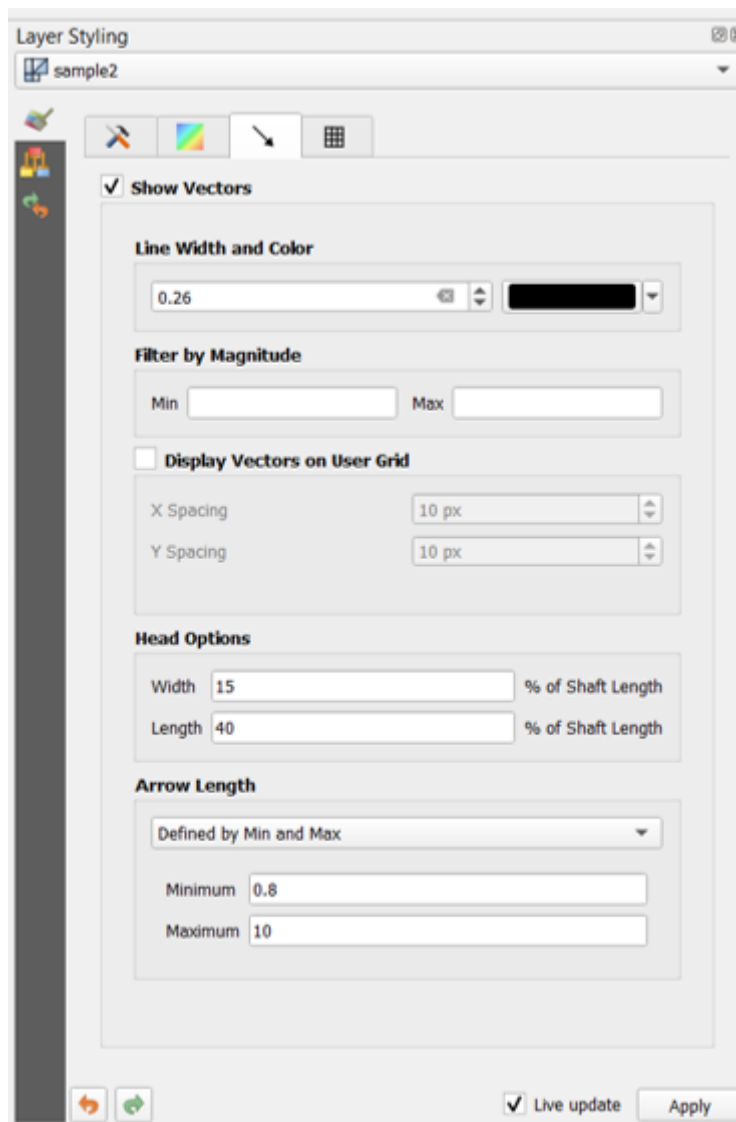 Layer Styling
sample2
Show Vectors
Line Width and Color
0.26
Filter by Magnitude
Min Max
Display Vectors on User Grid
X Spacing 10 px
Y Spacing 10 px
Head Options
Width 15 % of Shaft Length
Length 40 % of Shaft Length
Arrow Length
Defined by Min and Max
Minimum 0.8
Maximum 10
Live update Apply